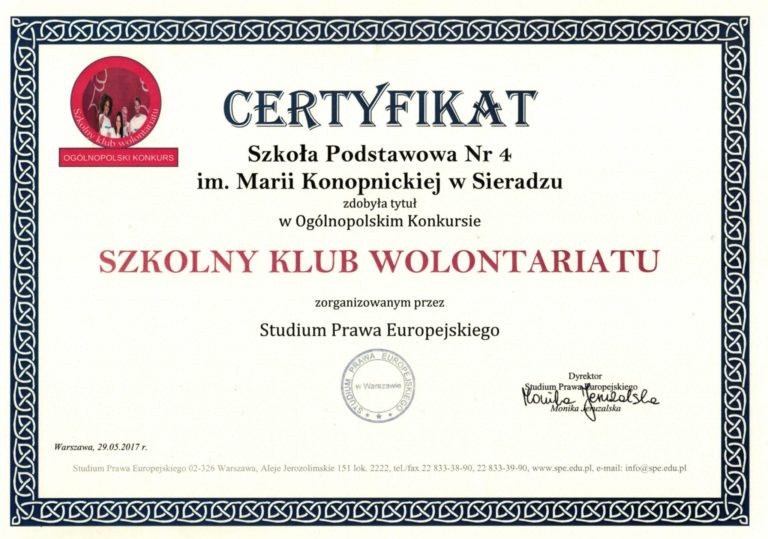 Szkolny klub wolontariatu
OGÓLNOPOLSKI KONKURS
CERTYFIKAT
Szkoła Podstawowa Nr 4
im. Marii Konopnickiej w Sieradzu
zdobyła tytuł
w Ogólnopolskim Konkursie
SZKOLNY KLUB WOLONTARIATU
zorganizowanym przez
Studium Prawa Europejskiego
STUDIUM PRAWA EUROPEJSKIEGO
w Warszawie
Dyrektor
Studium Prawa Europejskiego
Monika Jeruzalska
Monika Jeruzalska
Warszawa, 29.05.2017 r.
Studium Prawa Europejskiego 02-326 Warszawa, Aleje Jerozolimskie 151 lok. 2222, tel./fax 22 833-38-90, 22 833-39-90, www.spe.edu.pl, e-mail: info@spe.edu.pl